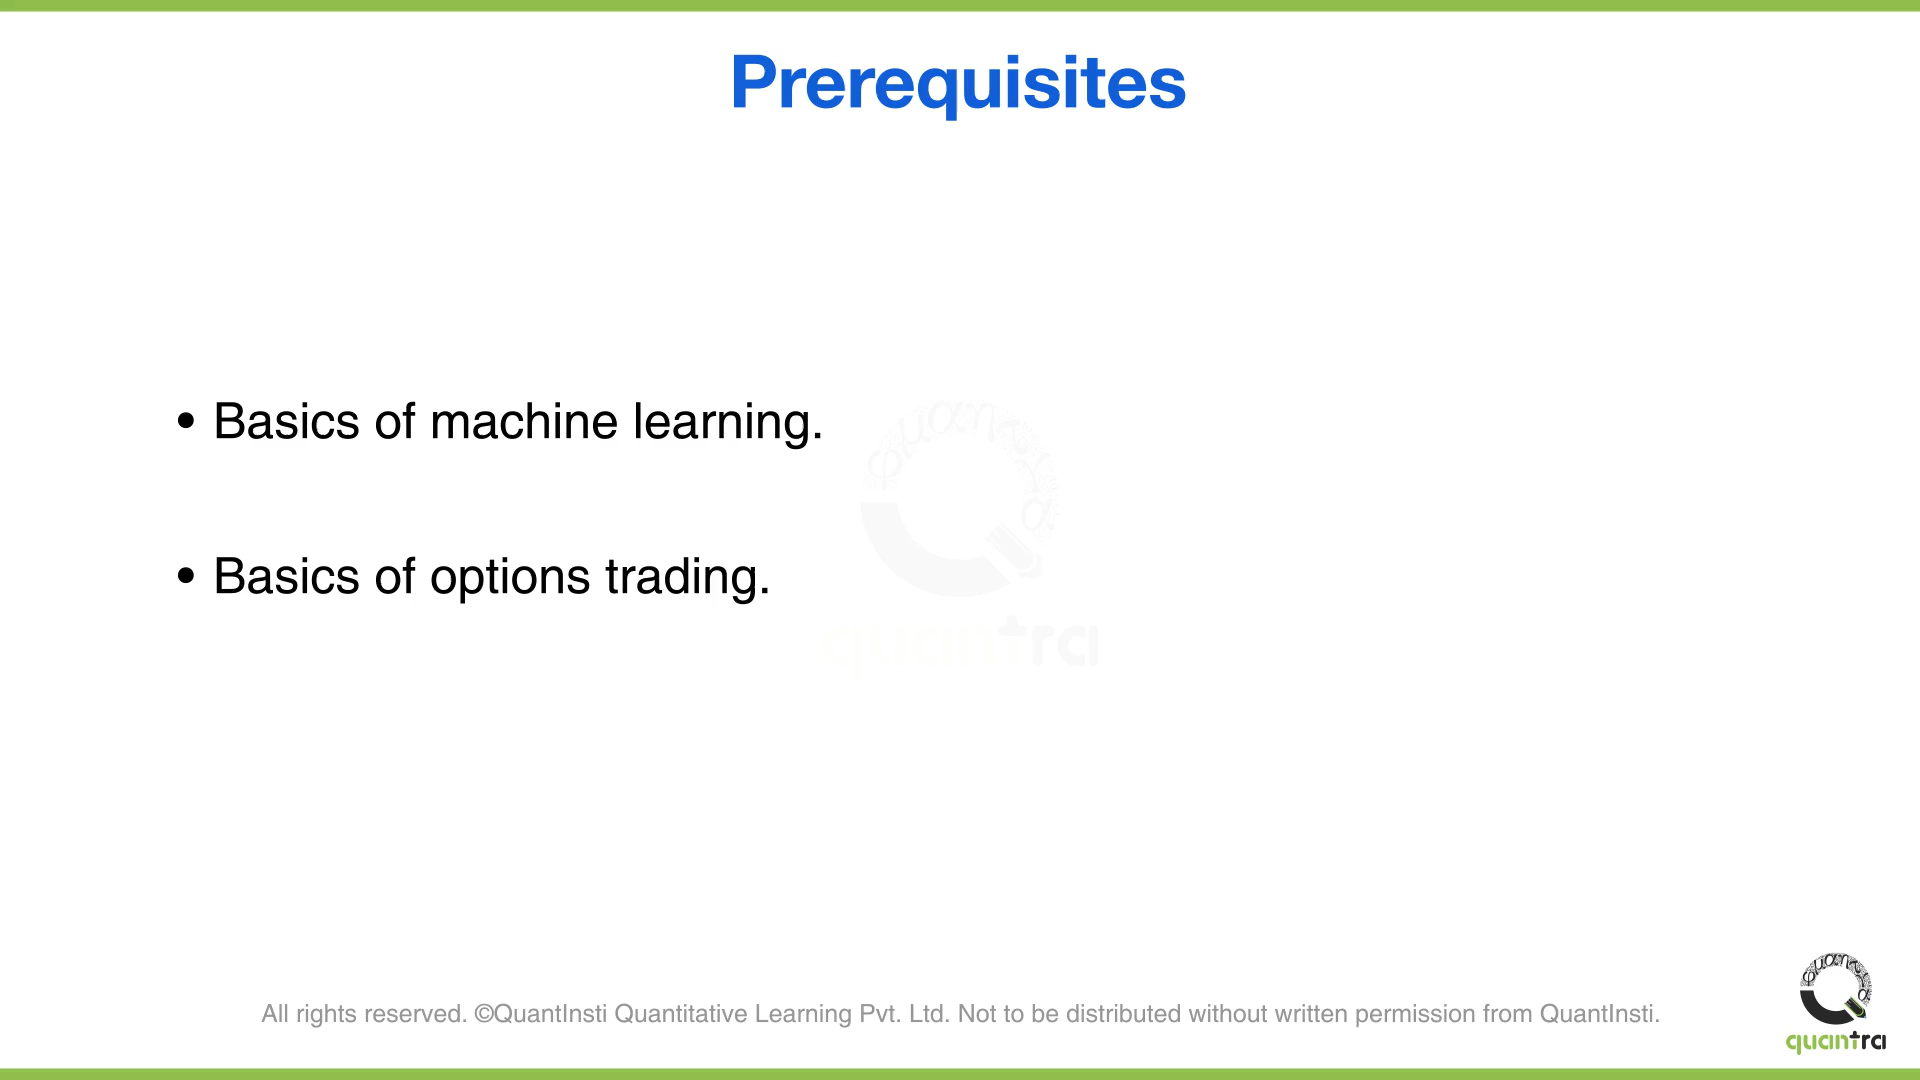 Prerequisites
• Basics of machine learning.
• Basics of options trading.
quantra
All rights reserved. ©QuantInsti Quantitative Learning Pvt. Ltd. Not to be distributed without written permission from QuantInsti.
quantra